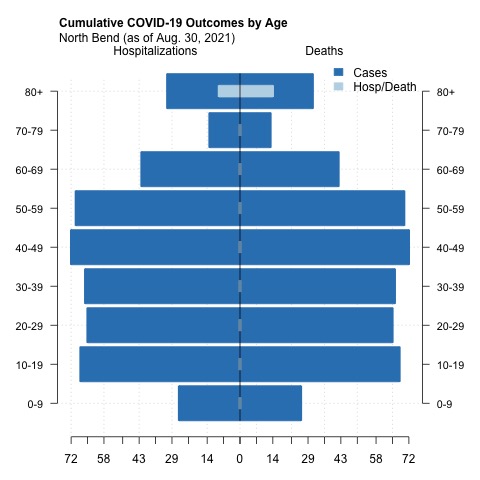 Cumulative COVID-19 Outcomes by Age
North Bend (as of Aug. 30, 2021)
Hospitalizations Deaths
Cases
Hosp/Death
80+ 80+
70-79 70-79
60-69 60-69
50-59 50-59
40-49 40-49
30-39 30-39
20-29 20-29
10-19 10-19
0-9 0-9
72 58 43 29 14 0 14 29 43 58 72